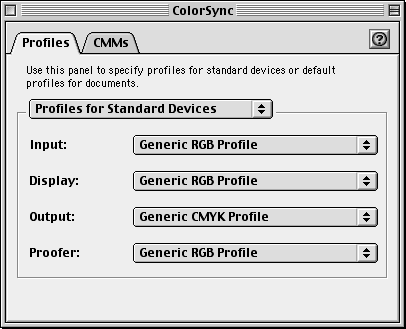 ColorSync
Profiles CMMs ?
Use this panel to specify profiles for standard devices or default
profiles for documents.
Profiles for Standard Devices
Input: Generic RGB Profile
Display: Generic RGB Profile
Output: Generic CMYK Profile
Proofer: Generic RGB Profile